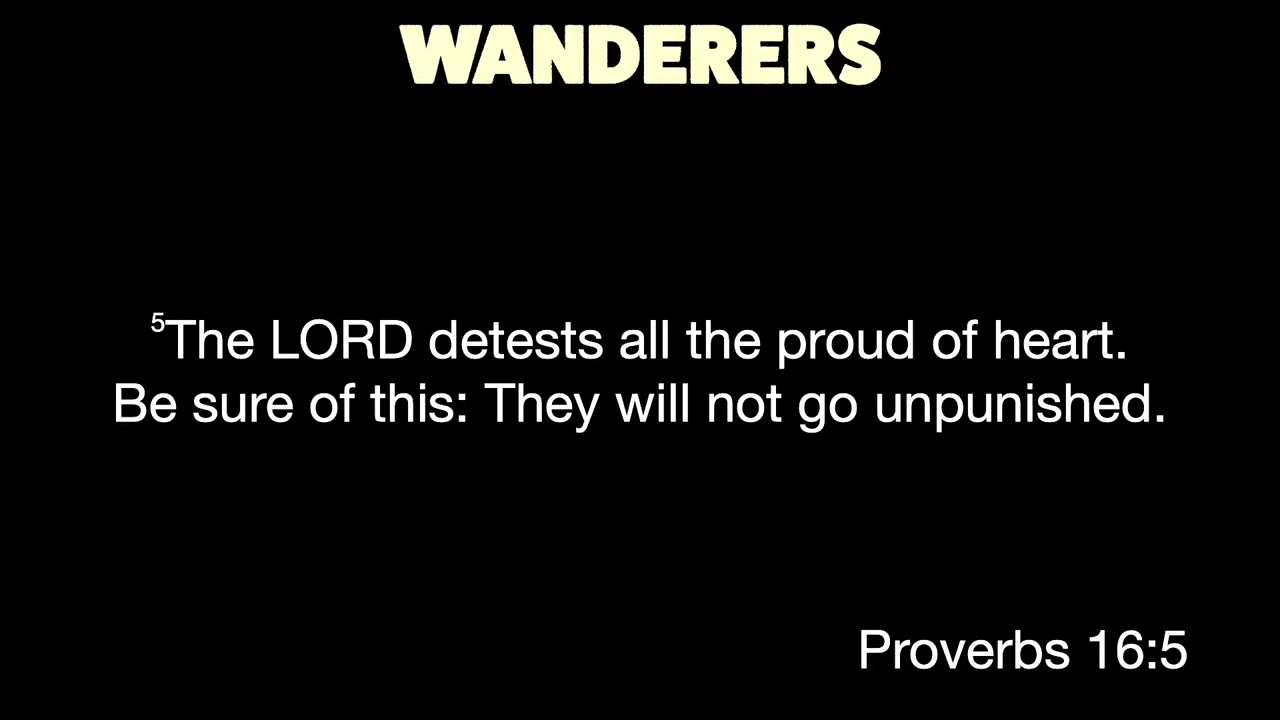 WANDERERS
⁵The LORD detests all the proud of heart.
Be sure of this: They will not go unpunished.
Proverbs 16:5